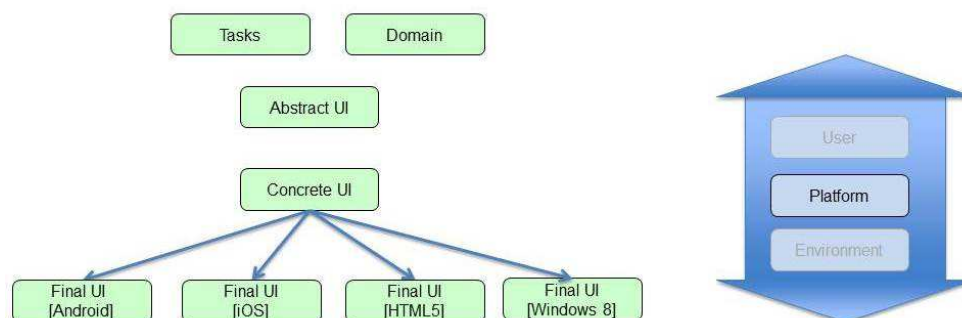 Tasks
Domain
Abstract UI
Concrete UI
Final UI
[Android]
Final UI
[iOS]
Final UI
[HTML5]
Final UI
[Windows 8]
User
Platform
Environment